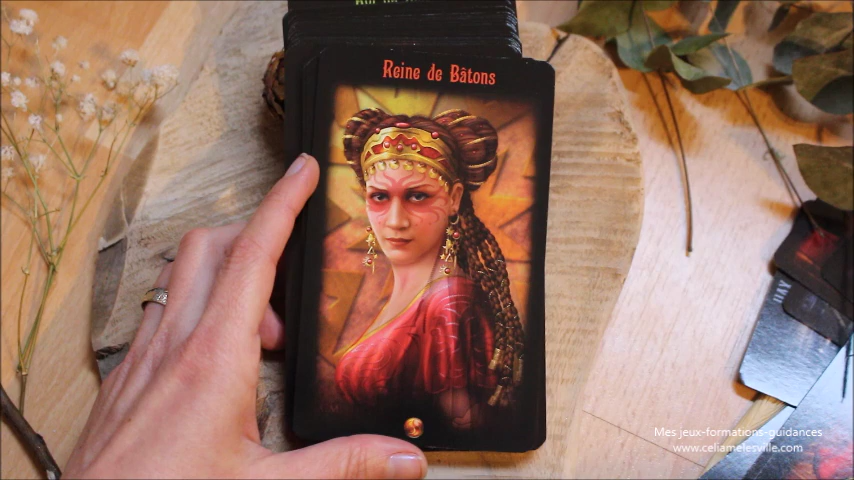 Reine de Bâtons
Mes jeux-formations-guidances
www.celiamelesville.com